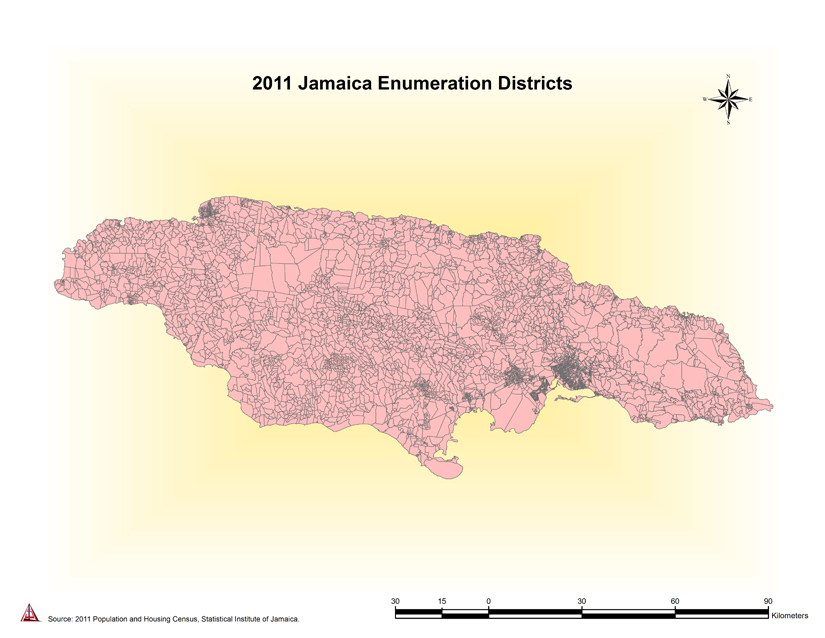 2011 Jamaica Enumeration Districts
N
W E
S
30 15 0 30 60 90
Kilometers
Source: 2011 Population and Housing Census, Statistical Institute of Jamaica.